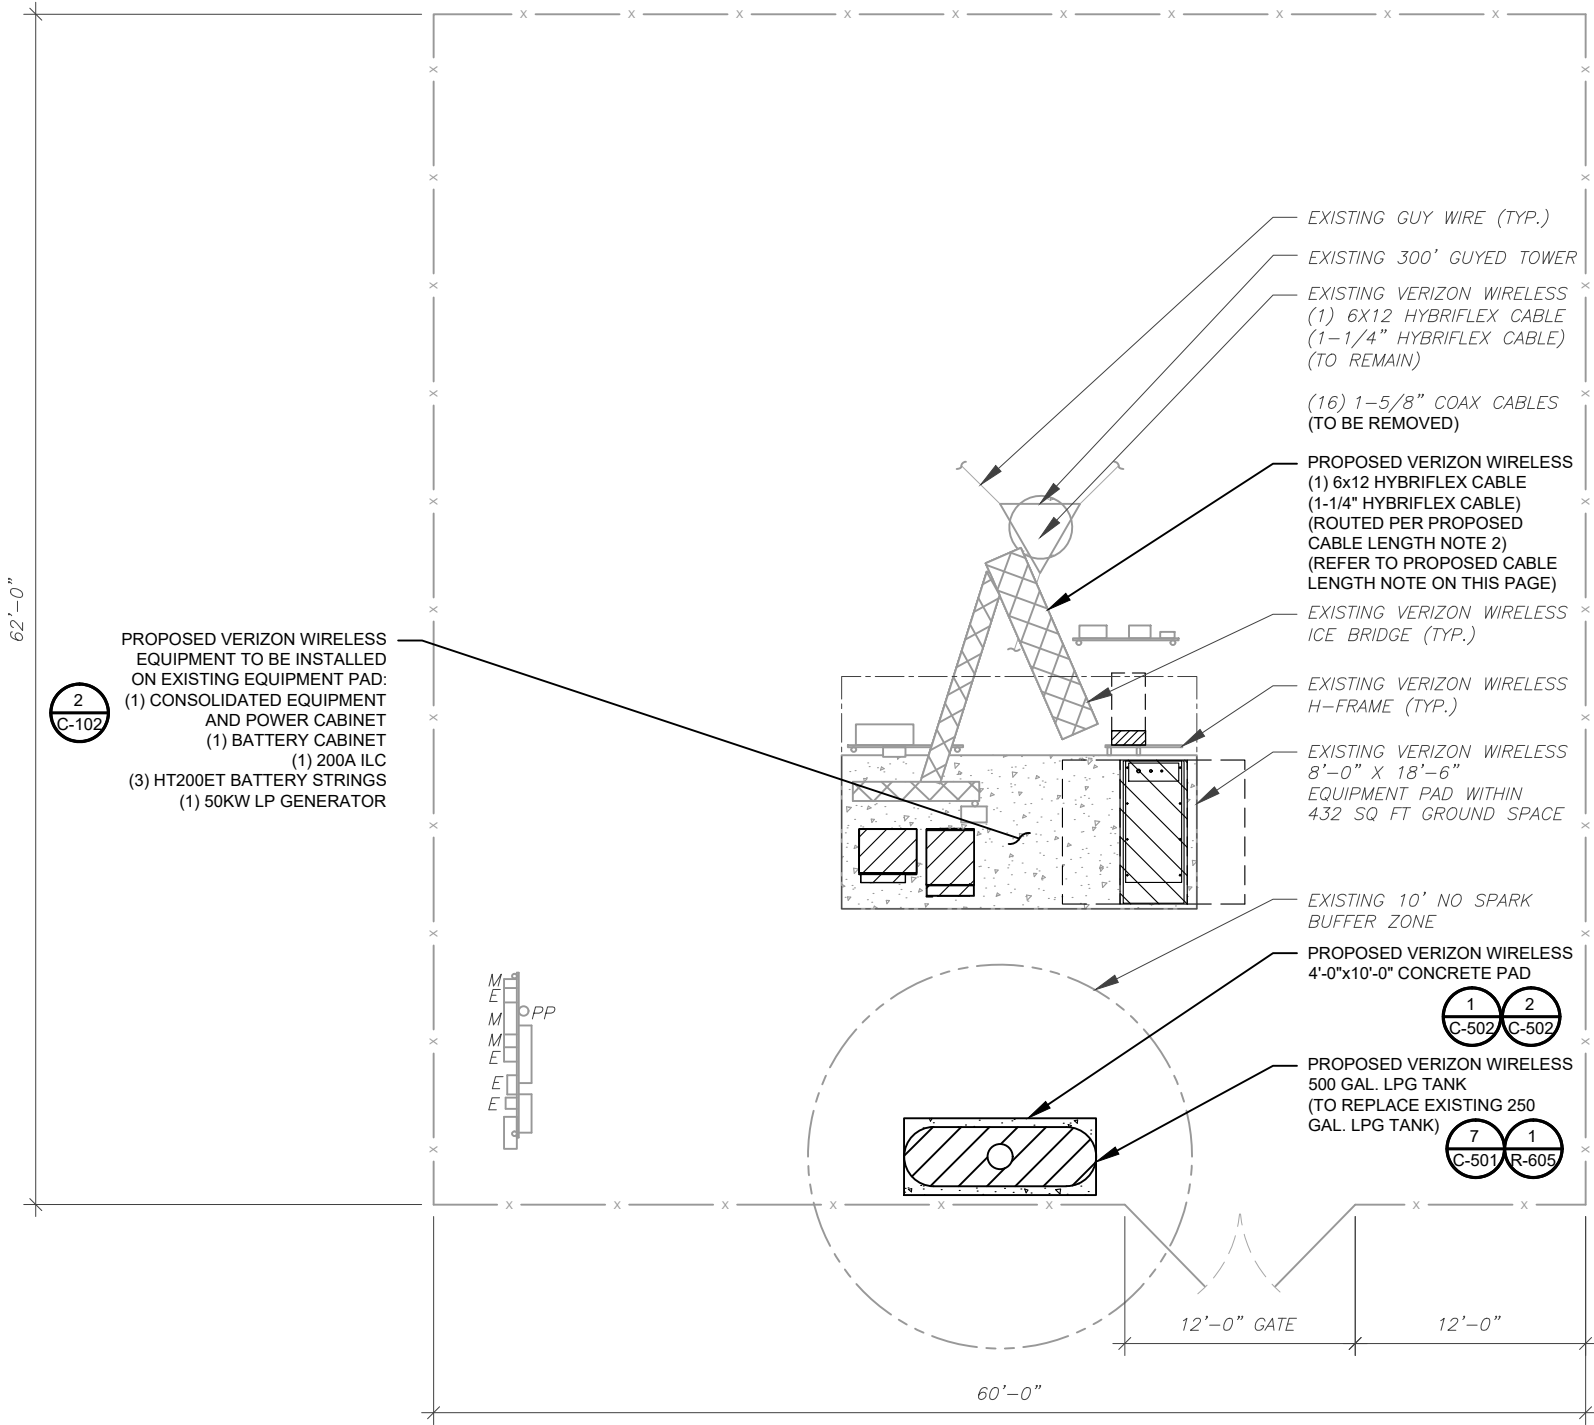 EXISTING GUY WIRE (TYP.)
EXISTING 300' GUYED TOWER
EXISTING VERIZON WIRELESS
(1) 6X12 HYBRIFLEX CABLE
(1-1/4" HYBRIFLEX CABLE)
(TO REMAIN)
(16) 1-5/8" COAX CABLES
(TO BE REMOVED)
PROPOSED VERIZON WIRELESS
(1) 6x12 HYBRIFLEX CABLE
(1-1/4" HYBRIFLEX CABLE)
(ROUTED PER PROPOSED
CABLE LENGTH NOTE 2)
(REFER TO PROPOSED CABLE
LENGTH NOTE ON THIS PAGE)
EXISTING VERIZON WIRELESS
ICE BRIDGE (TYP.)
EXISTING VERIZON WIRELESS
H-FRAME (TYP.)
EXISTING VERIZON WIRELESS
8'-0" X 18'-6"
EQUIPMENT PAD WITHIN
432 SQ FT GROUND SPACE
EXISTING 10' NO SPARK
BUFFER ZONE
PROPOSED VERIZON WIRELESS
4'-0"x10'-0" CONCRETE PAD
1
C-502
2
C-502
PROPOSED VERIZON WIRELESS
500 GAL. LPG TANK
(TO REPLACE EXISTING 250
GAL. LPG TANK)
7
C-501
1
R-605
62'-0"
PROPOSED VERIZON WIRELESS
EQUIPMENT TO BE INSTALLED
ON EXISTING EQUIPMENT PAD:
(1) CONSOLIDATED EQUIPMENT
AND POWER CABINET
(1) BATTERY CABINET
(1) 200A ILC
(3) HT200ET BATTERY STRINGS
(1) 50KW LP GENERATOR
2
C-102
M
E
M
PP
M
E
E
E
12'-0" GATE
12'-0"
60'-0"